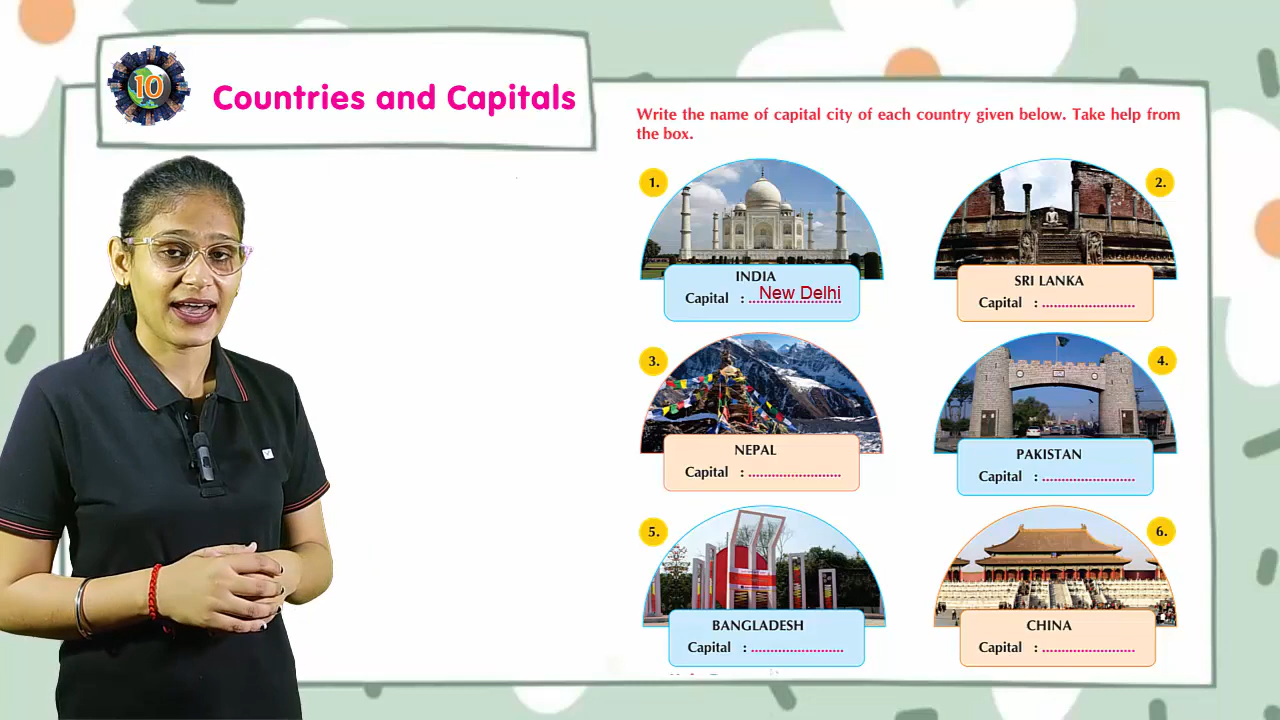 10
Countries and Capitals
Write the name of capital city of each country given below. Take help from
the box.
1.
INDIA
Capital : New Delhi
2.
SRI LANKA
Capital : ........................
3.
NEPAL
Capital : ........................
4.
PAKISTAN
Capital : ........................
5.
BANGLADESH
Capital : ........................
6.
CHINA
Capital : ........................